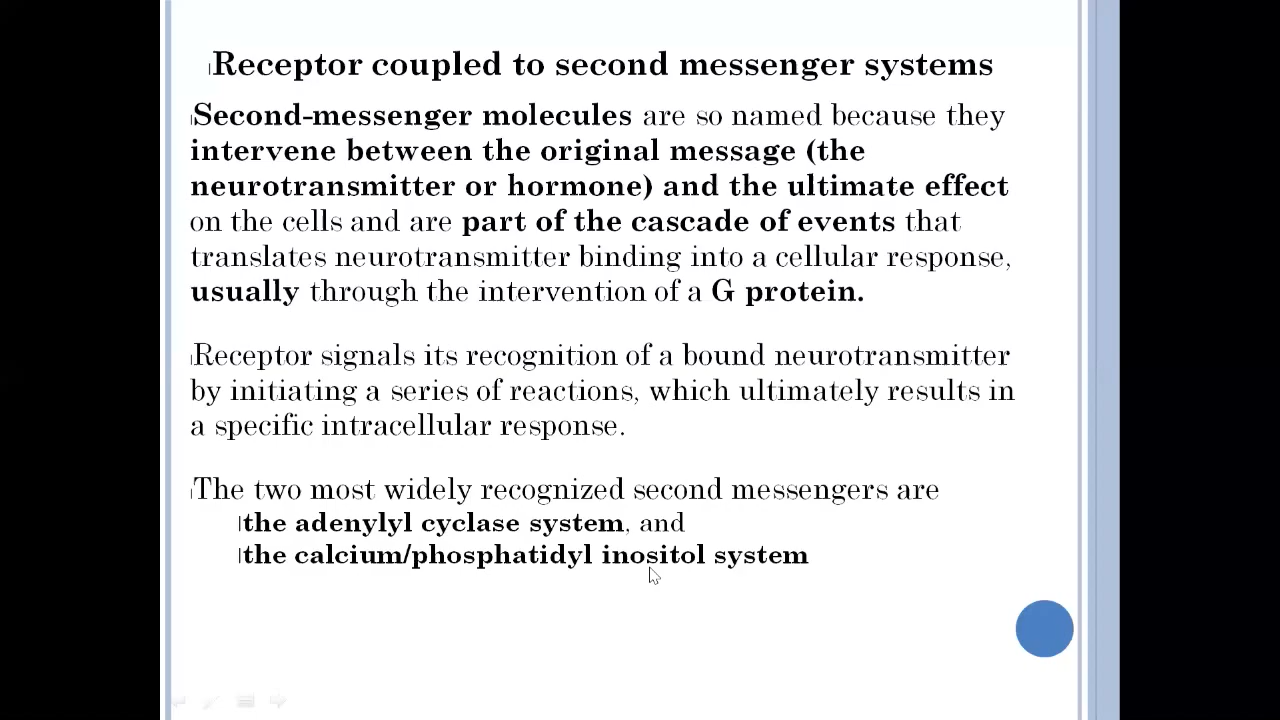 Receptor coupled to second messenger systems
Second-messenger molecules are so named because they
intervene between the original message (the
neurotransmitter or hormone) and the ultimate effect
on the cells and are part of the cascade of events that
translates neurotransmitter binding into a cellular response,
usually through the intervention of a G protein.
Receptor signals its recognition of a bound neurotransmitter
by initiating a series of reactions, which ultimately results in
a specific intracellular response.
The two most widely recognized second messengers are
the adenylyl cyclase system, and
the calcium/phosphatidyl inositol system